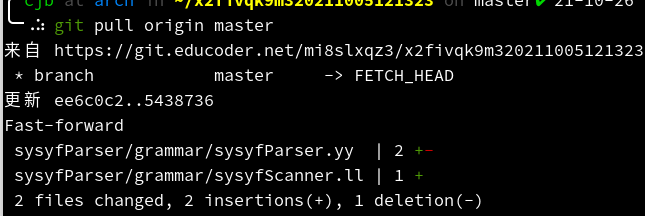 cjb at arch in ~/x2fivqk9m320211005121323 on master✔ 21-10-26
git pull origin master
来自 https://git.educoder.net/mi8slxqz3/x2fivqk9m320211005121323
* branch master -> FETCH_HEAD
更新 ee6c0c2..5438736
Fast-forward
sysyfParser/grammar/sysyfParser.yy | 2 +-
sysyfParser/grammar/sysyfScanner.ll | 1 +
2 files changed, 2 insertions(+), 1 deletion(-)